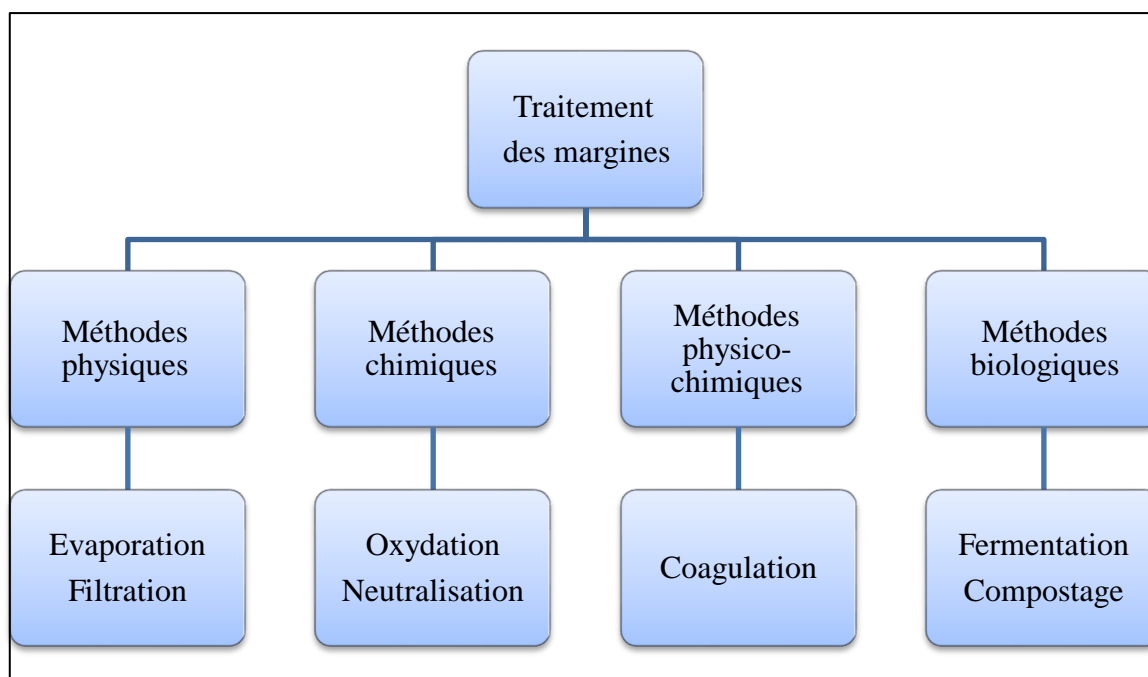 Traitement
des margines
Méthodes
physiques
Méthodes
chimiques
Méthodes
physico-
chimiques
Méthodes
biologiques
Evaporation
Filtration
Oxydation
Neutralisation
Coagulation
Fermentation
Compostage